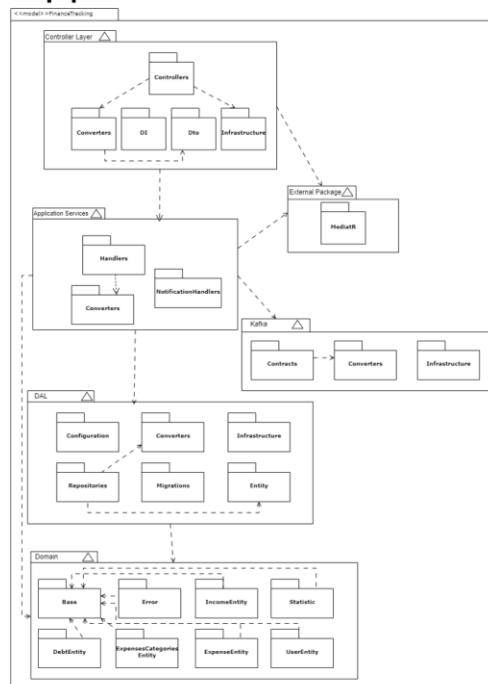 <<model>>FinanceTracking
Controller Layer
Controllers
Converters
DI
Dto
Infrastructure
External Package
MediatR
Application Services
Handlers
NotificationHandlers
Converters
Kafka
Contracts
Converters
Infrastructure
DAL
Configuration
Converters
Infrastructure
Repositories
Migrations
Entity
Domain
Base
Error
IncomeEntity
Statistic
DebtEntity
ExpensesCategories
Entity
ExpenseEntity
UserEntity